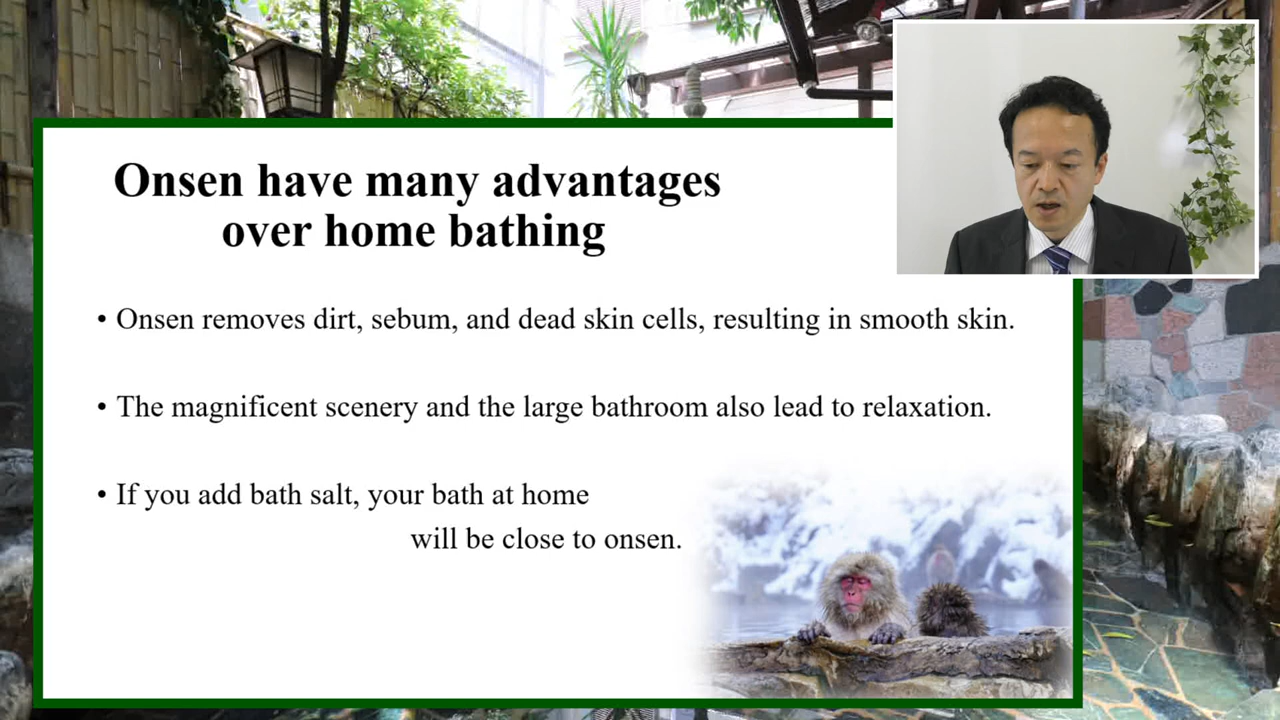 Onsen have many advantages
over home bathing
• Onsen removes dirt, sebum, and dead skin cells, resulting in smooth skin.
• The magnificent scenery and the large bathroom also lead to relaxation.
• If you add bath salt, your bath at home
will be close to onsen.